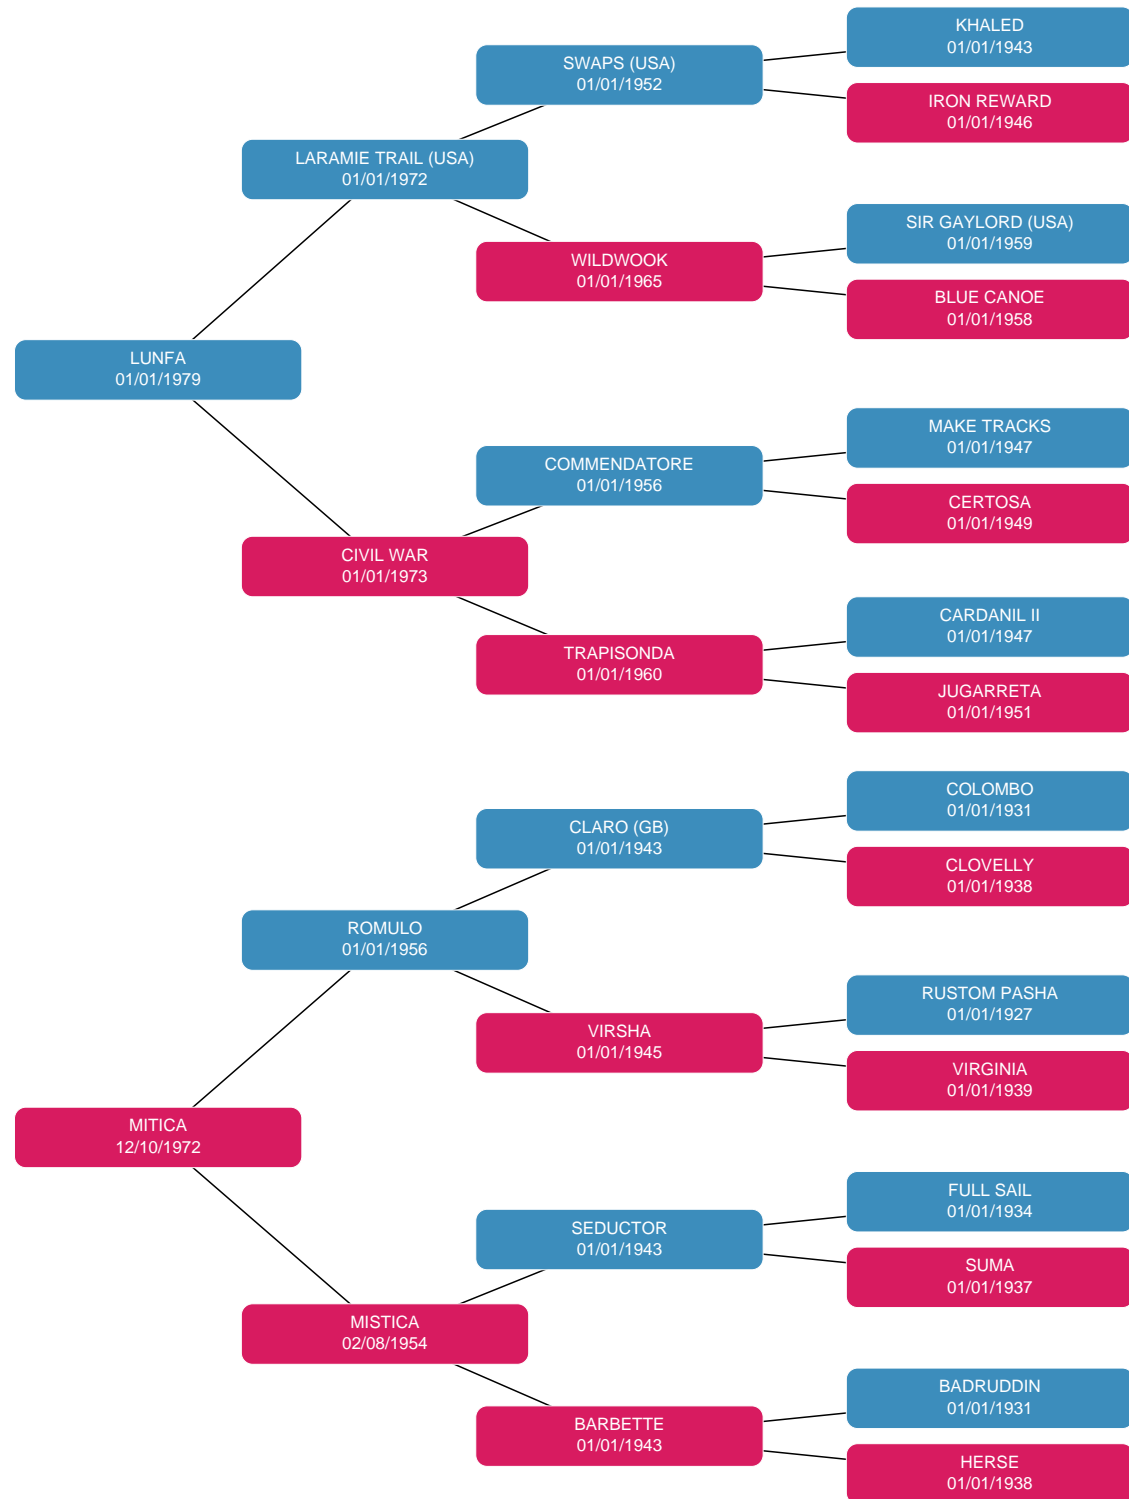 KHALED
01/01/1943
SWAPS (USA)
01/01/1952
IRON REWARD
01/01/1946
LARAMIE TRAIL (USA)
01/01/1972
SIR GAYLORD (USA)
01/01/1959
WILDWOOK
01/01/1965
BLUE CANOE
01/01/1958
LUNFA
01/01/1979
MAKE TRACKS
01/01/1947
COMMENDATORE
01/01/1956
CERTOSA
01/01/1949
CIVIL WAR
01/01/1973
CARDANIL II
01/01/1947
TRAPISONDA
01/01/1960
JUGARRETA
01/01/1951
COLOMBO
01/01/1931
CLARO (GB)
01/01/1943
CLOVELLY
01/01/1938
ROMULO
01/01/1956
RUSTOM PASHA
01/01/1927
VIRSHA
01/01/1945
VIRGINIA
01/01/1939
MITICA
12/10/1972
FULL SAIL
01/01/1934
SEDUCTOR
01/01/1943
SUMA
01/01/1937
MISTICA
02/08/1954
BADRUDDIN
01/01/1931
BARBETTE
01/01/1943
HERSE
01/01/1938